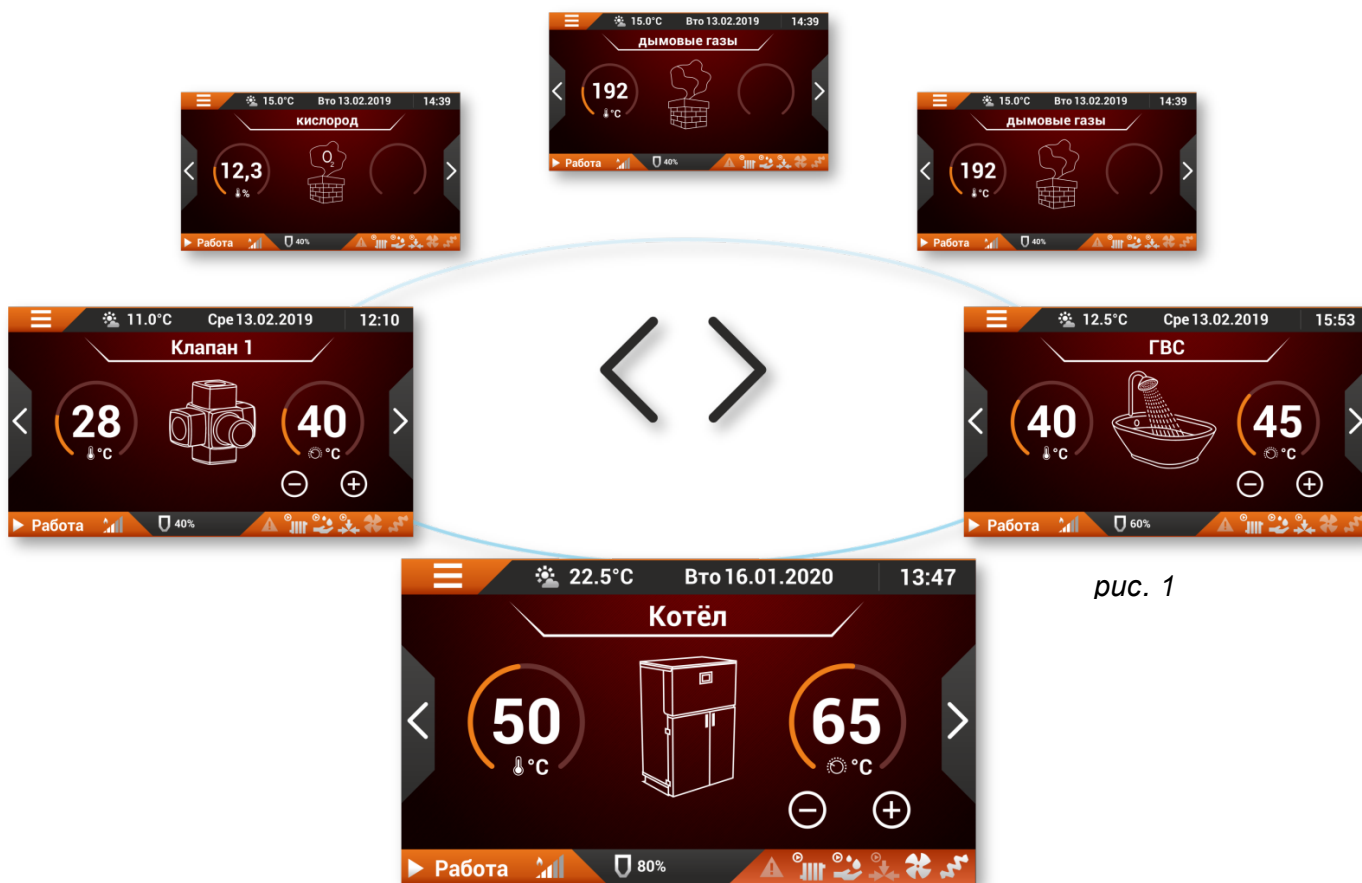 15.0°C Вто 13.02.2019 14:39
дымовые газы
192
°C
Работа 40%
15.0°C Вто 13.02.2019 14:39
кислород
12,3
O2
%
Работа 40%
15.0°C Вто 13.02.2019 14:39
дымовые газы
192
°C
Работа 40%
11.0°C Сре 13.02.2019 12:10
Клапан 1
28 40
°C °C
Работа 40%
12.5°C Сре 13.02.2019 15:53
ГВС
40 45
°C °C
Работа 60%
рис. 1
22.5°C Вто 16.01.2020 13:47
Котёл
50 65
°C °C
Работа 80%